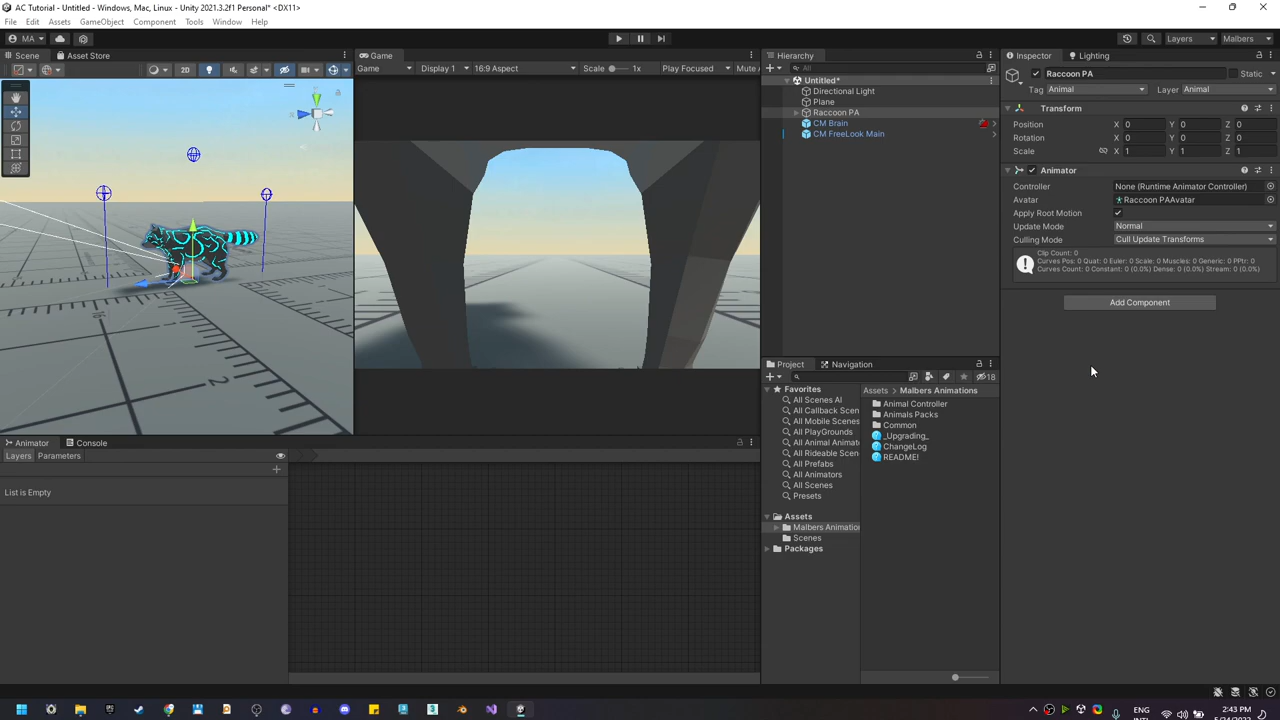 AC Tutorial - Untitled - Windows, Mac, Linux - Unity 2021.3.2f1 Personal* <DX11>
File Edit Assets GameObject Component Tools Window Help
MA
Layers Malbers
Scene Asset Store
2D
Game
Game Display 1 16:9 Aspect Scale 1x Play Focused Mute
Hierarchy
All
Untitled*
Directional Light
Plane
Raccoon PA
CM Brain
CM FreeLook Main
Inspector Lighting
Raccoon PA Static
Tag Animal Layer Animal
Transform
Position X 0 Y 0 Z 0
Rotation X 0 Y 0 Z 0
Scale X 1 Y 1 Z 1
Animator
Controller None (Runtime Animator Controller)
Avatar Raccoon PAAvatar
Apply Root Motion
Update Mode Normal
Culling Mode Cull Update Transforms
Clip Count: 0
Curves Pos: 0 Quat: 0 Euler: 0 Scale: 0 Muscles: 0 Generic: 0 PPtr: 0
Curves Count: 0 Constant: 0 (0.0%) Dense: 0 (0.0%) Stream: 0 (0.0%)
Add Component
Project Navigation
18
Favorites
All Scenes AI
All Callback Scen
All Mobile Scenes
All PlayGrounds
All Animal Animat
All Rideable Scen
All Prefabs
All Animators
All Scenes
Presets
Assets
Malbers Animation
Scenes
Packages
Assets Malbers Animations
Animal Controller
Animals Packs
Common
_Upgrading_
ChangeLog
README!
Animator Console
Layers Parameters
List is Empty
2
ENG
2:43 PM